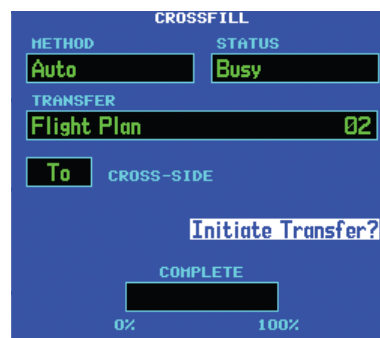 CROSSFILL
METHOD STATUS
Auto Busy
TRANSFER
Flight Plan 02
To CROSS-SIDE
Initiate Transfer?
COMPLETE
0% 100%